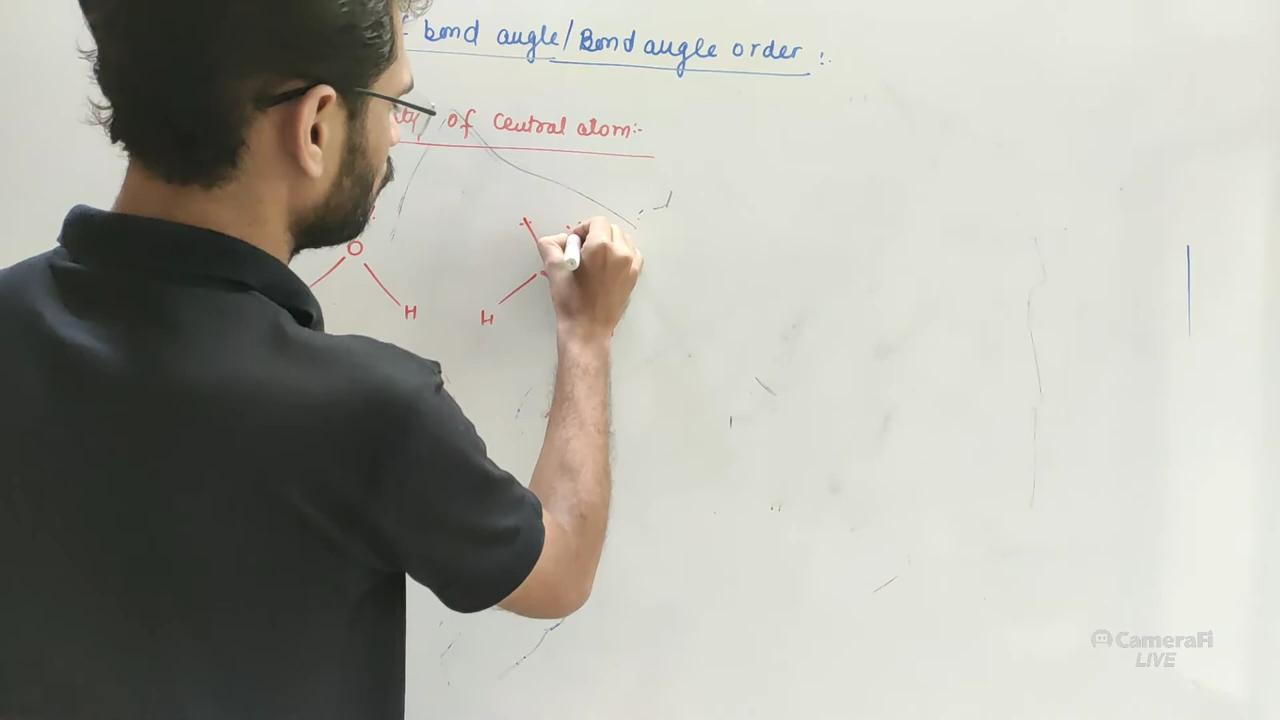 bond angle/Bond angle order :.
of Central atom:-
O
H
H
CameraFi
LIVE